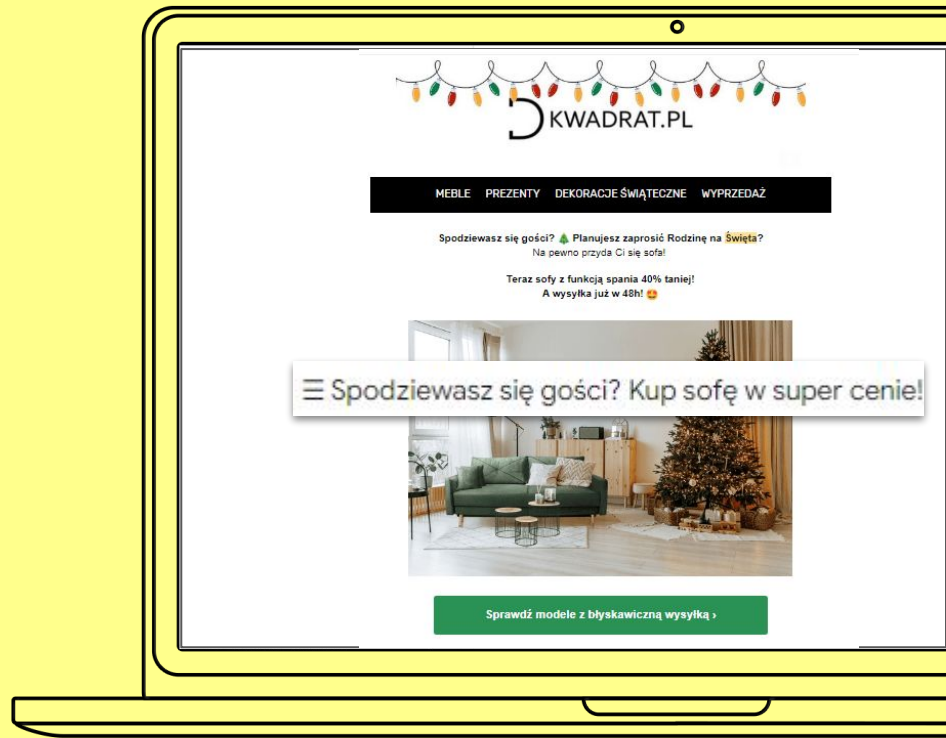 KWADRAT.PL
MEBLE PREZENTY DEKORACJE ŚWIĄTECZNE WYPRZEDAŻ
Spodziewasz się gości? 🎄 Planujesz zaprosić Rodzinę na Święta?
Na pewno przyda Ci się sofa!
Teraz sofy z funkcją spania 40% taniej!
A wysyłka już w 48h! 🤩
☰ Spodziewasz się gości? Kup sofę w super cenie!
Sprawdź modele z błyskawiczną wysyłką ›